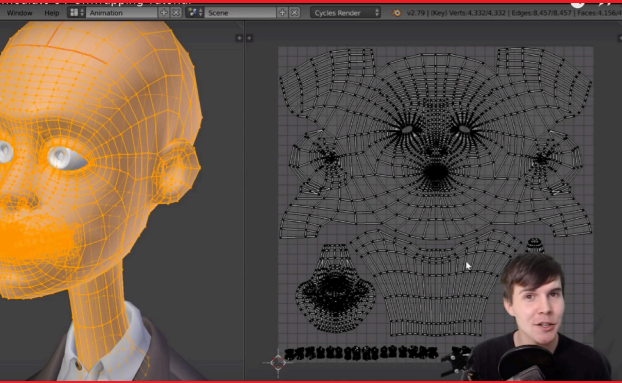 Window Help Animation Scene Cycles Render v2.79 | (Key) Verts:4,332/4,332 | Edges:8,457/8,457 | Faces:4,156/4